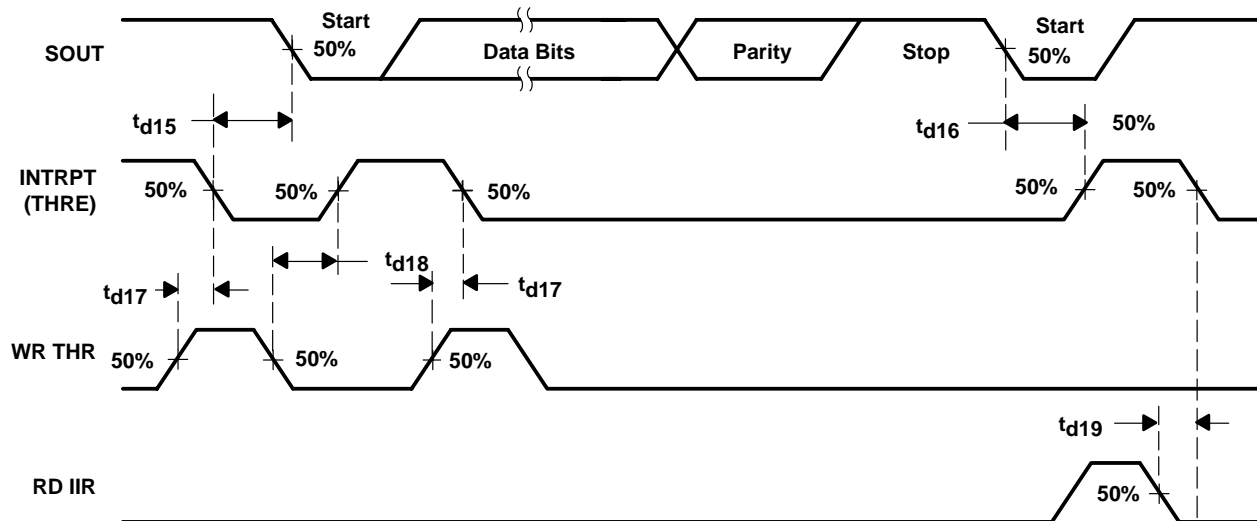 Start
Start
SOUT
50%
Data Bits
Parity
Stop
50%
td15
td16
50%
INTRPT
(THRE)
50%
50%
50%
50%
50%
td18
td17
td17
WR THR
50%
50%
50%
td19
RD IIR
50%